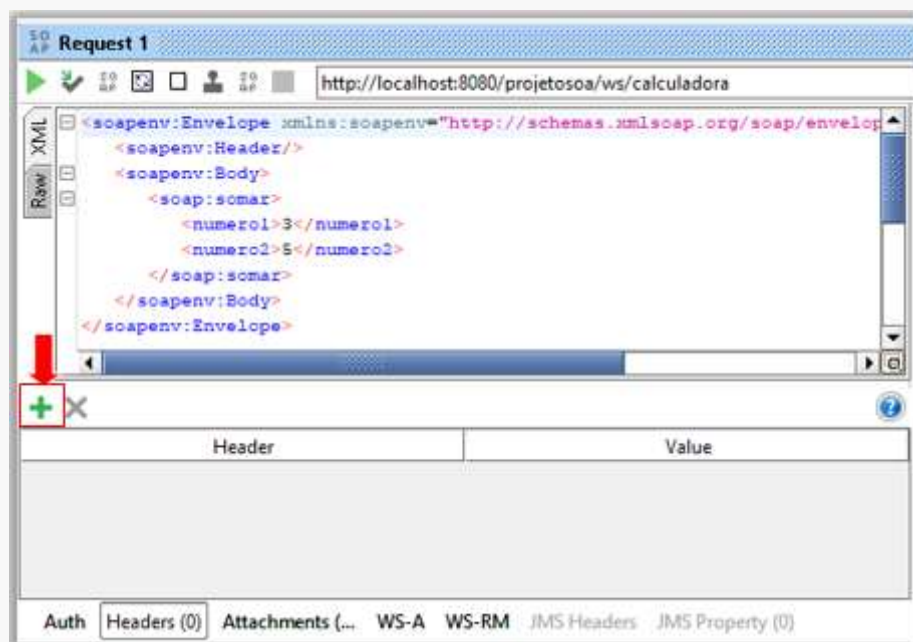 SO AP Request 1
http://localhost:8080/projetosoa/ws/calculadora
XML
Raw
<soapenv:Envelope xmlns:soapenv="http://schemas.xmlsoap.org/soap/envelop
<soapenv:Header/>
<soapenv:Body>
<soap:somar>
<numero1>3</numero1>
<numero2>5</numero2>
</soap:somar>
</soapenv:Body>
</soapenv:Envelope>
Header Value
Auth Headers (0) Attachments (... WS-A WS-RM JMS Headers JMS Property (0)